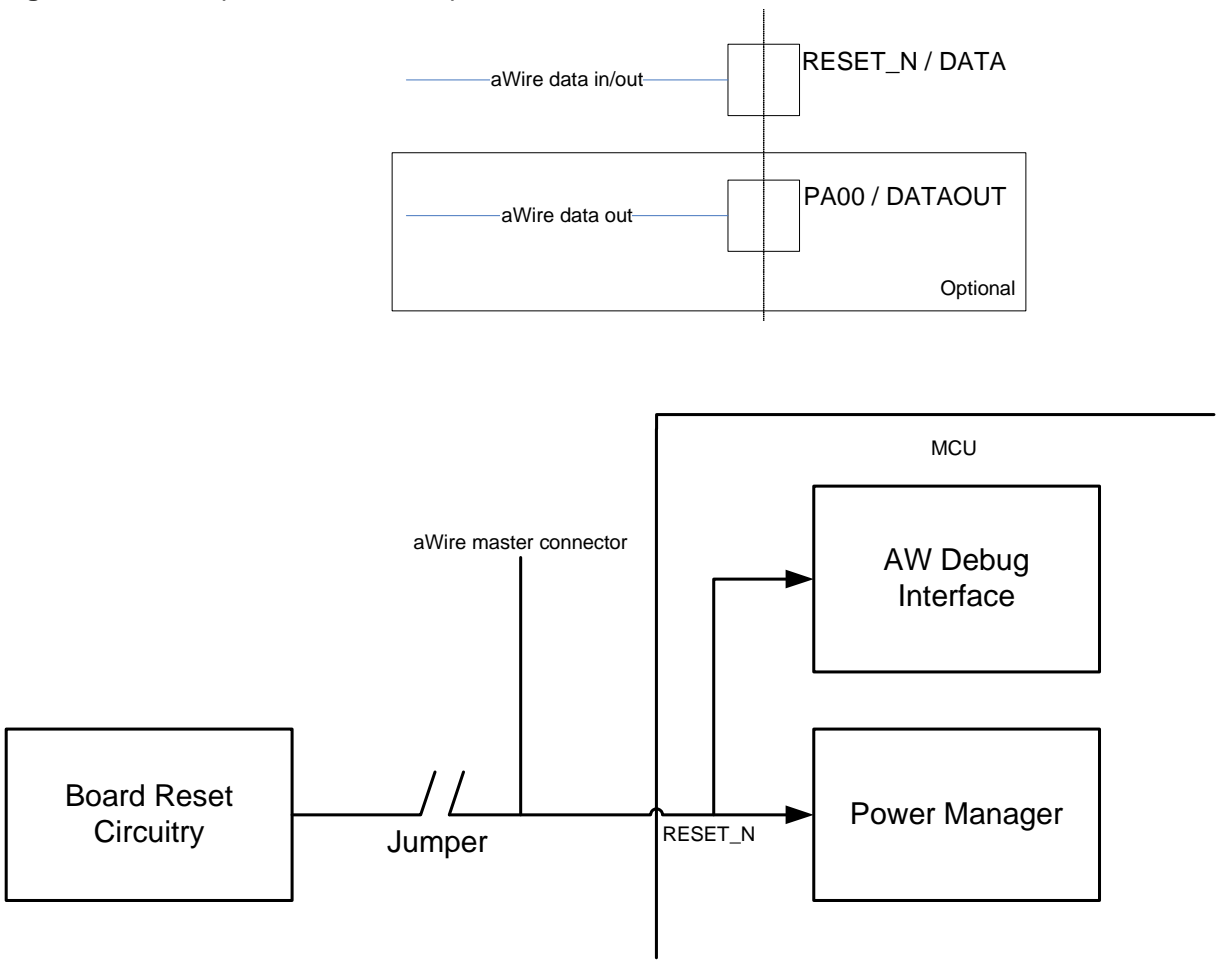 aWire data in/out
RESET_N / DATA
aWire data out
PA00 / DATAOUT
Optional
MCU
AW Debug
Interface
aWire master connector
Board Reset
Circuitry
Jumper
RESET_N
Power Manager